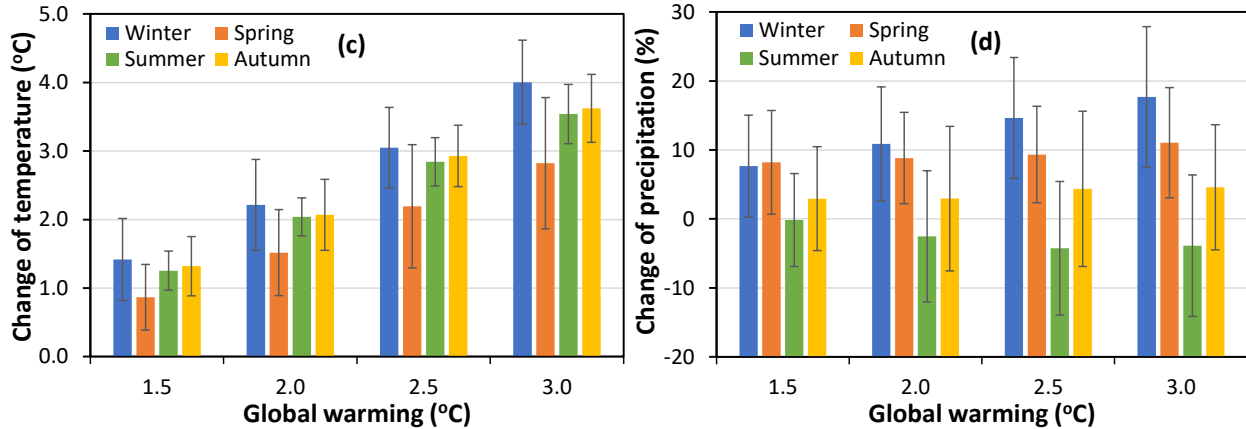 Change of temperature (ºC)
5.0
4.0
3.0
2.0
1.0
0.0
Winter
Spring
Summer
Autumn
(c)
1.5
2.0
2.5
3.0
Global warming (ºC)
Change of precipitation (%)
30
20
10
0
-10
-20
Winter
Spring
Summer
Autumn
(d)
1.5
2.0
2.5
3.0
Global warming (ºC)